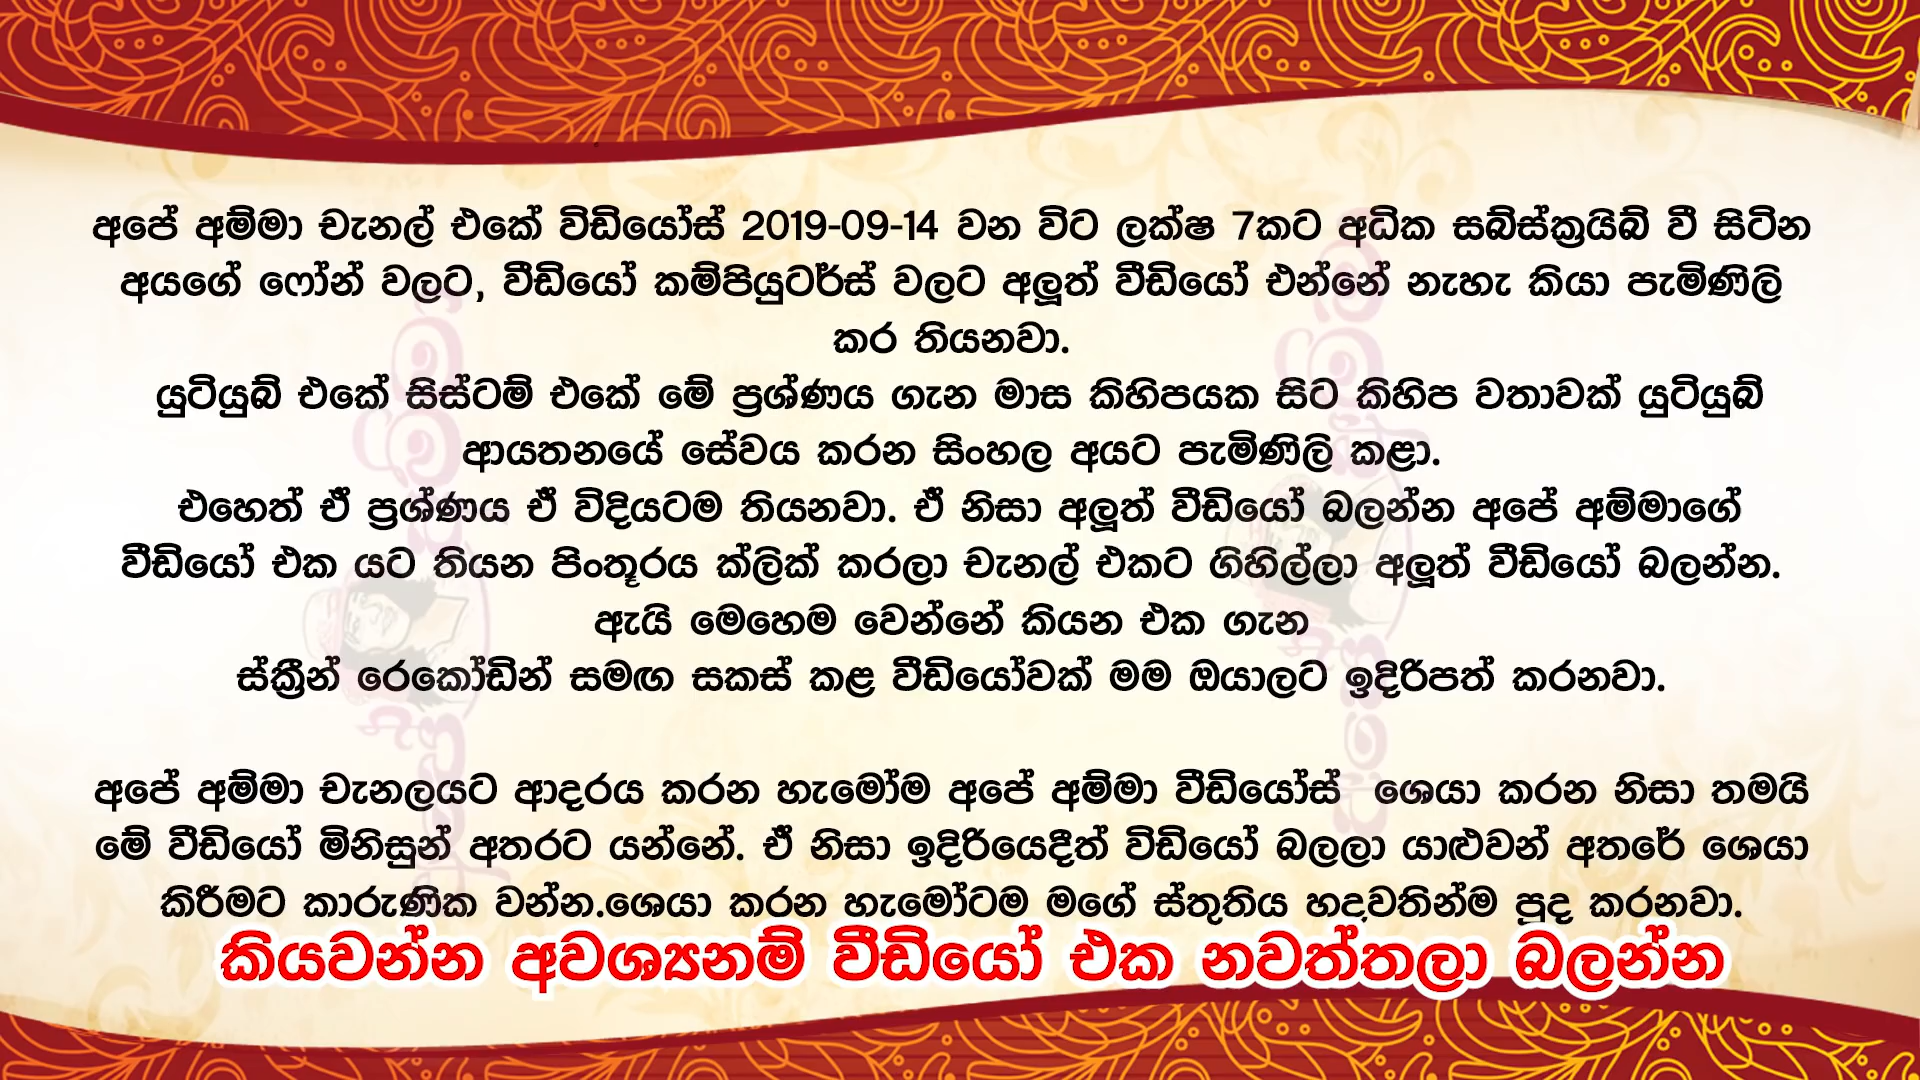 අපේ අම්මා චැනල් එකේ විඩියෝස් 2019-09-14 වන විට ලක්ෂ 7කට අධික සබ්ස්ක්‍රයිබ් වී සිටින
අයගේ ෆෝන් වලට, වීඩියෝ කම්පියුටර්ස් වලට අලූත් වීඩියෝ එන්නේ නැහැ කියා පැමිණිලි
කර තියනවා.
යුටියුබ් එකේ සිස්ටම් එකේ මේ ප්‍රශ්ණය ගැන මාස කිහිපයක සිට කිහිප වතාවක් යුටියුබ්
ආයතනයේ සේවය කරන සිංහල අයට පැමිණිලි කළා.
එහෙත් ඒ ප්‍රශ්ණය ඒ විදියටම තියනවා. ඒ නිසා අලූත් වීඩියෝ බලන්න අපේ අම්මාගේ
වීඩියෝ එක යට තියන පිංතූරය ක්ලික් කරලා චැනල් එකට ගිහිල්ලා අලූත් වීඩියෝ බලන්න.
ඇයි මෙහෙම වෙන්නේ කියන එක ගැන
ස්ක්‍රීන් රෙකෝඩින් සමඟ සකස් කළ වීඩියෝවක් මම ඔයාලට ඉදිරිපත් කරනවා.
අපේ අම්මා චැනලයට ආදරය කරන හැමෝම අපේ අම්මා වීඩියෝස් ශෙයා කරන නිසා තමයි
මේ වීඩියෝ මිනිසුන් අතරට යන්නේ. ඒ නිසා ඉදිරියෙදීත් විඩියෝ බලලා යාළුවන් අතරේ ශෙයා
කිරීමට කාරුණික වන්න.ශෙයා කරන හැමෝටම මගේ ස්තුතිය හදවතින්ම පූද කරනවා.
කියවන්න අවශ්‍යනම් වීඩියෝ එක නවත්තලා බලන්න